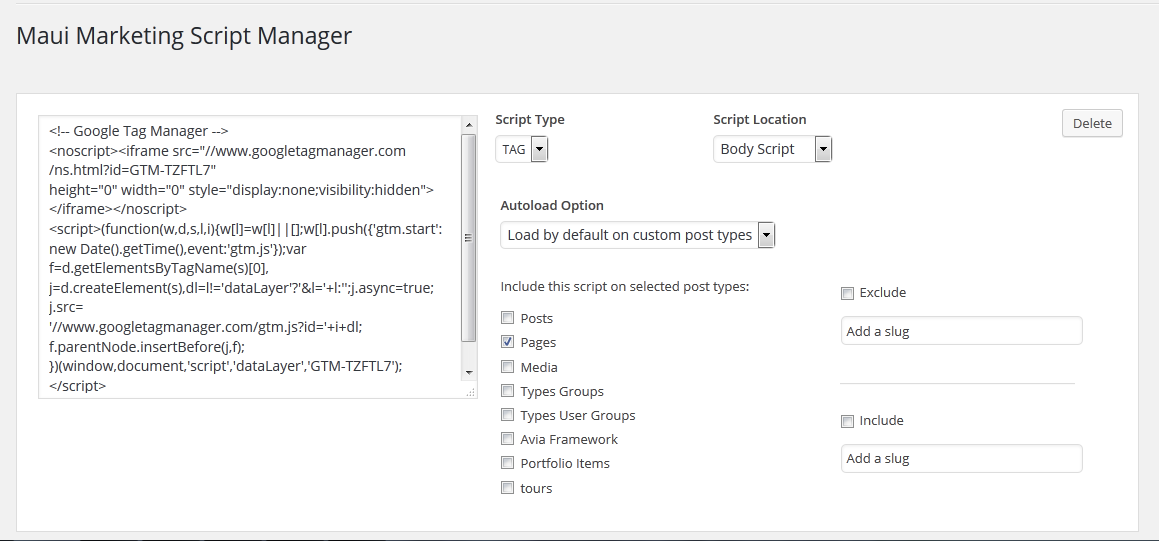 Maui Marketing Script Manager
<!-- Google Tag Manager -->
<noscript><iframe src="//www.googletagmanager.com
/ns.html?id=GTM-TZFTL7"
height="0" width="0" style="display:none;visibility:hidden">
</iframe></noscript>
<script>(function(w,d,s,l,i){w[l]=w[l]||[];w[l].push({'gtm.start':
new Date().getTime(),event:'gtm.js'});var
f=d.getElementsByTagName(s)[0],
j=d.createElement(s),dl=l!='dataLayer'?'&l='+l:'';j.async=true;
j.src=
'//www.googletagmanager.com/gtm.js?id='+i+dl;
f.parentNode.insertBefore(j,f);
})(window,document,'script','dataLayer','GTM-TZFTL7');
</script>
Script Type
TAG
Script Location
Body Script
Delete
Autoload Option
Load by default on custom post types
Include this script on selected post types:
Posts
Pages
Media
Types Groups
Types User Groups
Avia Framework
Portfolio Items
tours
Exclude
Add a slug
Include
Add a slug